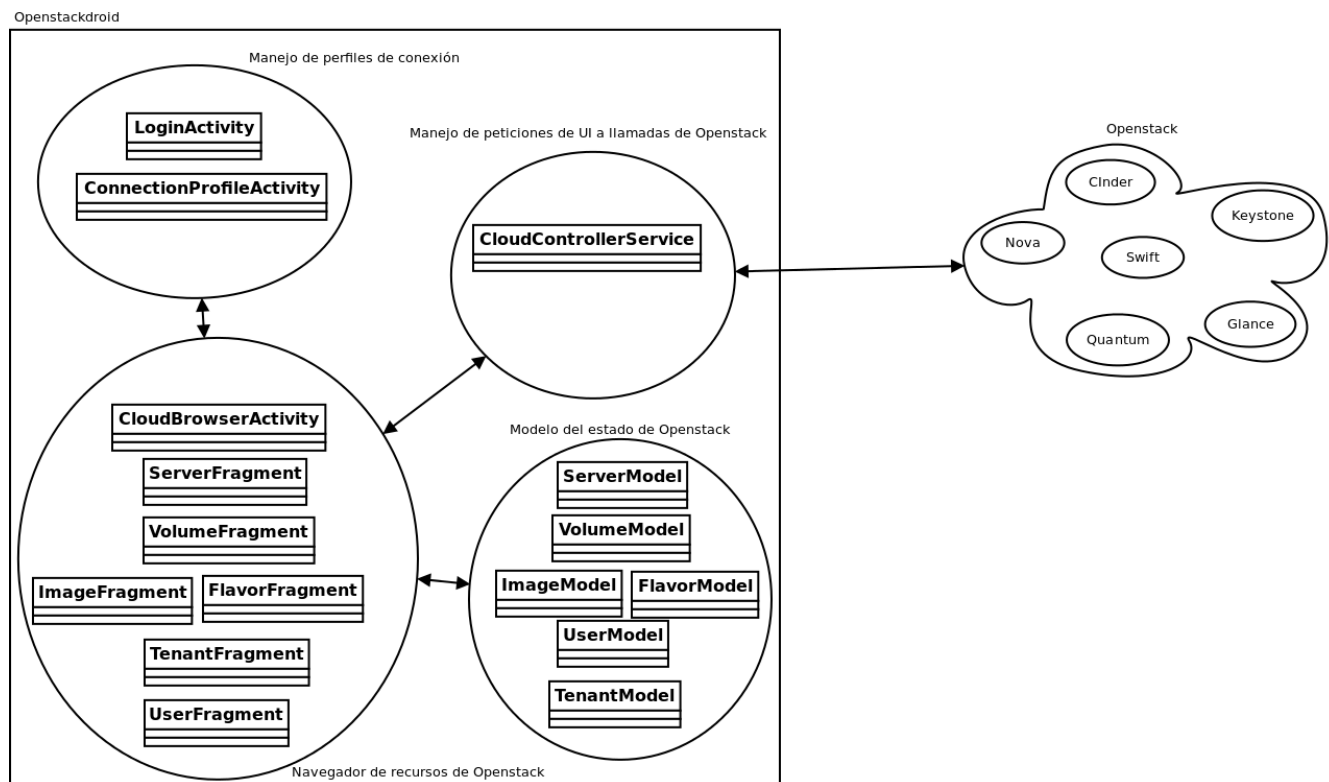 Openstackdroid
Manejo de perfiles de conexión
LoginActivity
ConnectionProfileActivity
Manejo de peticiones de UI a llamadas de Openstack
CloudControllerService
Openstack
CInder
Keystone
Nova
Swift
Glance
Quantum
CloudBrowserActivity
ServerFragment
VolumeFragment
ImageFragment
FlavorFragment
TenantFragment
UserFragment
Navegador de recursos de Openstack
Modelo del estado de Openstack
ServerModel
VolumeModel
ImageModel
FlavorModel
UserModel
TenantModel